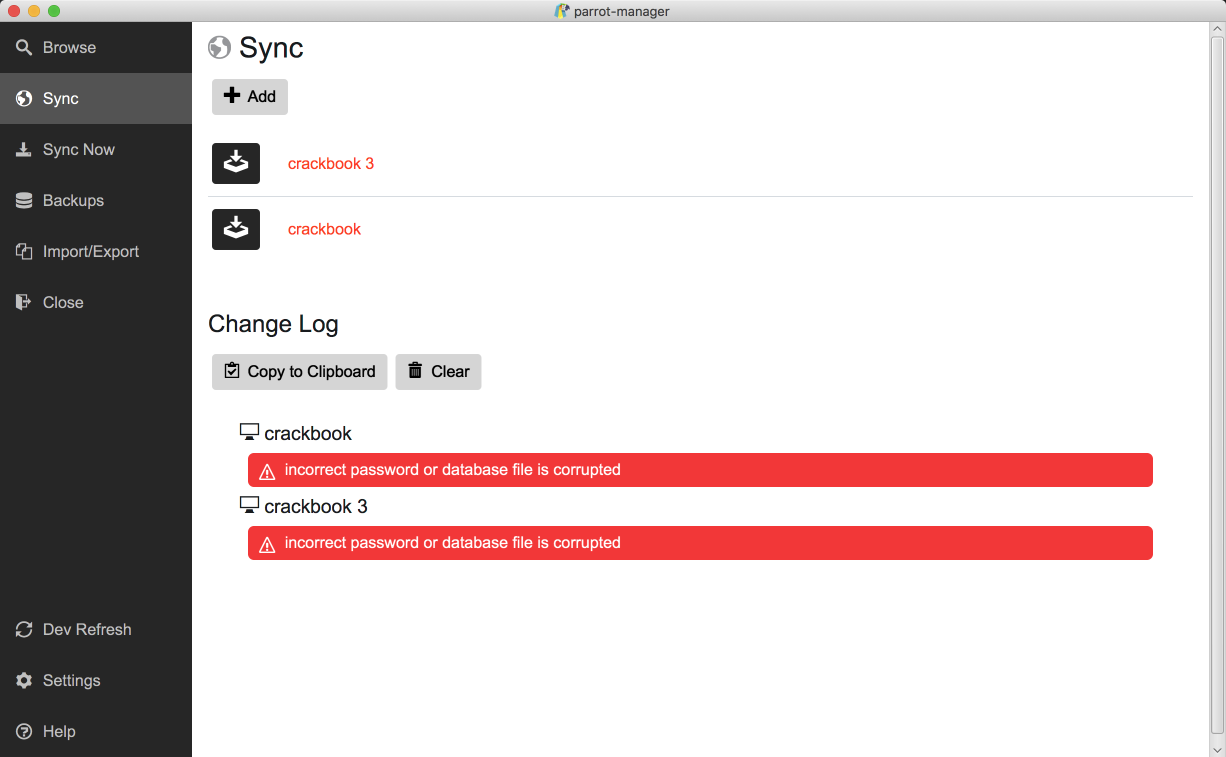 parrot-manager
Browse
Sync
Sync Now
Backups
Import/Export
Close
Dev Refresh
Settings
Help
Sync
Add
crackbook 3
crackbook
Change Log
Copy to Clipboard
Clear
crackbook
incorrect password or database file is corrupted
crackbook 3
incorrect password or database file is corrupted